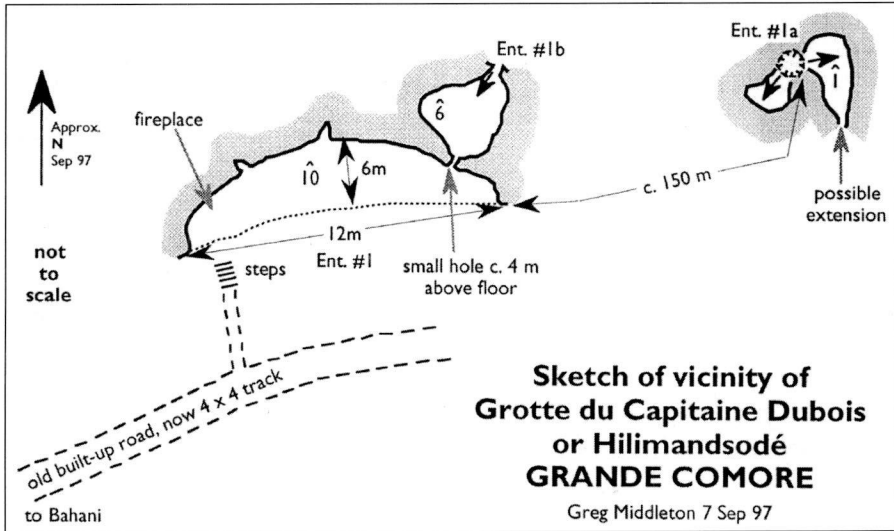 Ent. #1b
Ent. #1a
Approx.
N
Sep 97
fireplace
6̂
1̂
10̂
6m
c. 150 m
possible
extension
12m
Ent. #1
not
to
scale
steps
small hole c. 4 m
above floor
old built-up road, now 4 x 4 track
to Bahani
Sketch of vicinity of
Grotte du Capitaine Dubois
or Hilimandsodé
GRANDE COMORE
Greg Middleton 7 Sep 97